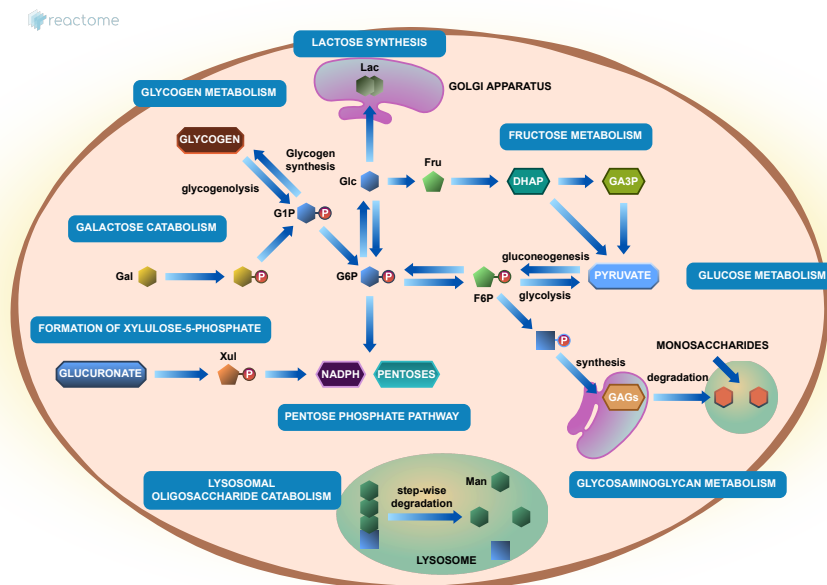 reactome
LACTOSE SYNTHESIS
Lac
GOLGI APPARATUS
GLYCOGEN METABOLISM
GLYCOGEN
Glycogen
synthesis
glycogenolysis
FRUCTOSE METABOLISM
Glc
Fru
DHAP
GA3P
G1P
P
GALACTOSE CATABOLISM
Gal
P
G6P
P
P
F6P
gluconeogenesis
glycolysis
PYRUVATE
GLUCOSE METABOLISM
FORMATION OF XYLULOSE-5-PHOSPHATE
GLUCURONATE
Xul
P
NADPH
PENTOSES
PENTOSE PHOSPHATE PATHWAY
P
synthesis
MONOSACCHARIDES
degradation
GAGs
GLYCOSAMINOGLYCAN METABOLISM
LYSOSOMAL
OLIGOSACCHARIDE CATABOLISM
step-wise
degradation
Man
LYSOSOME